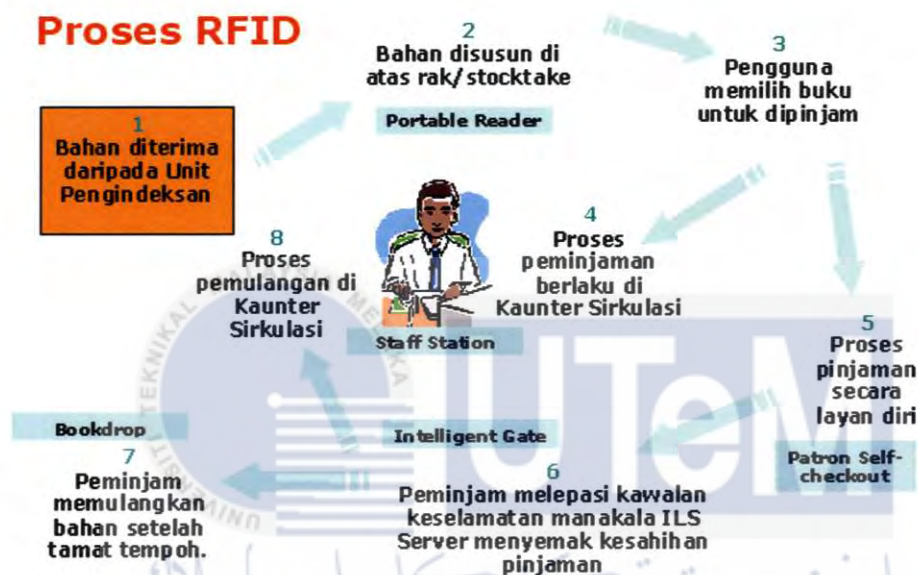 Proses RFID
1
Bahan diterima
daripada Unit
Pengindeksan
2
Bahan disusun di
atas rak/stocktake
Portable Reader
3
Pengguna
memilih buku
untuk dipinjam
4
Proses
peminjaman
berlaku di
Kaunter Sirkulasi
Staff Station
5
Proses
pinjaman
secara
layan diri
Patron Self-
checkout
Intelligent Gate
6
Peminjam melepasi kawalan
keselamatan manakala ILS
Server menyemak kesahihan
pinjaman
Bookdrop
7
Peminjam
memulangkan
bahan setelah
tamat tempoh.
8
Proses
pemulangan di
Kaunter
Sirkulasi
UTeM